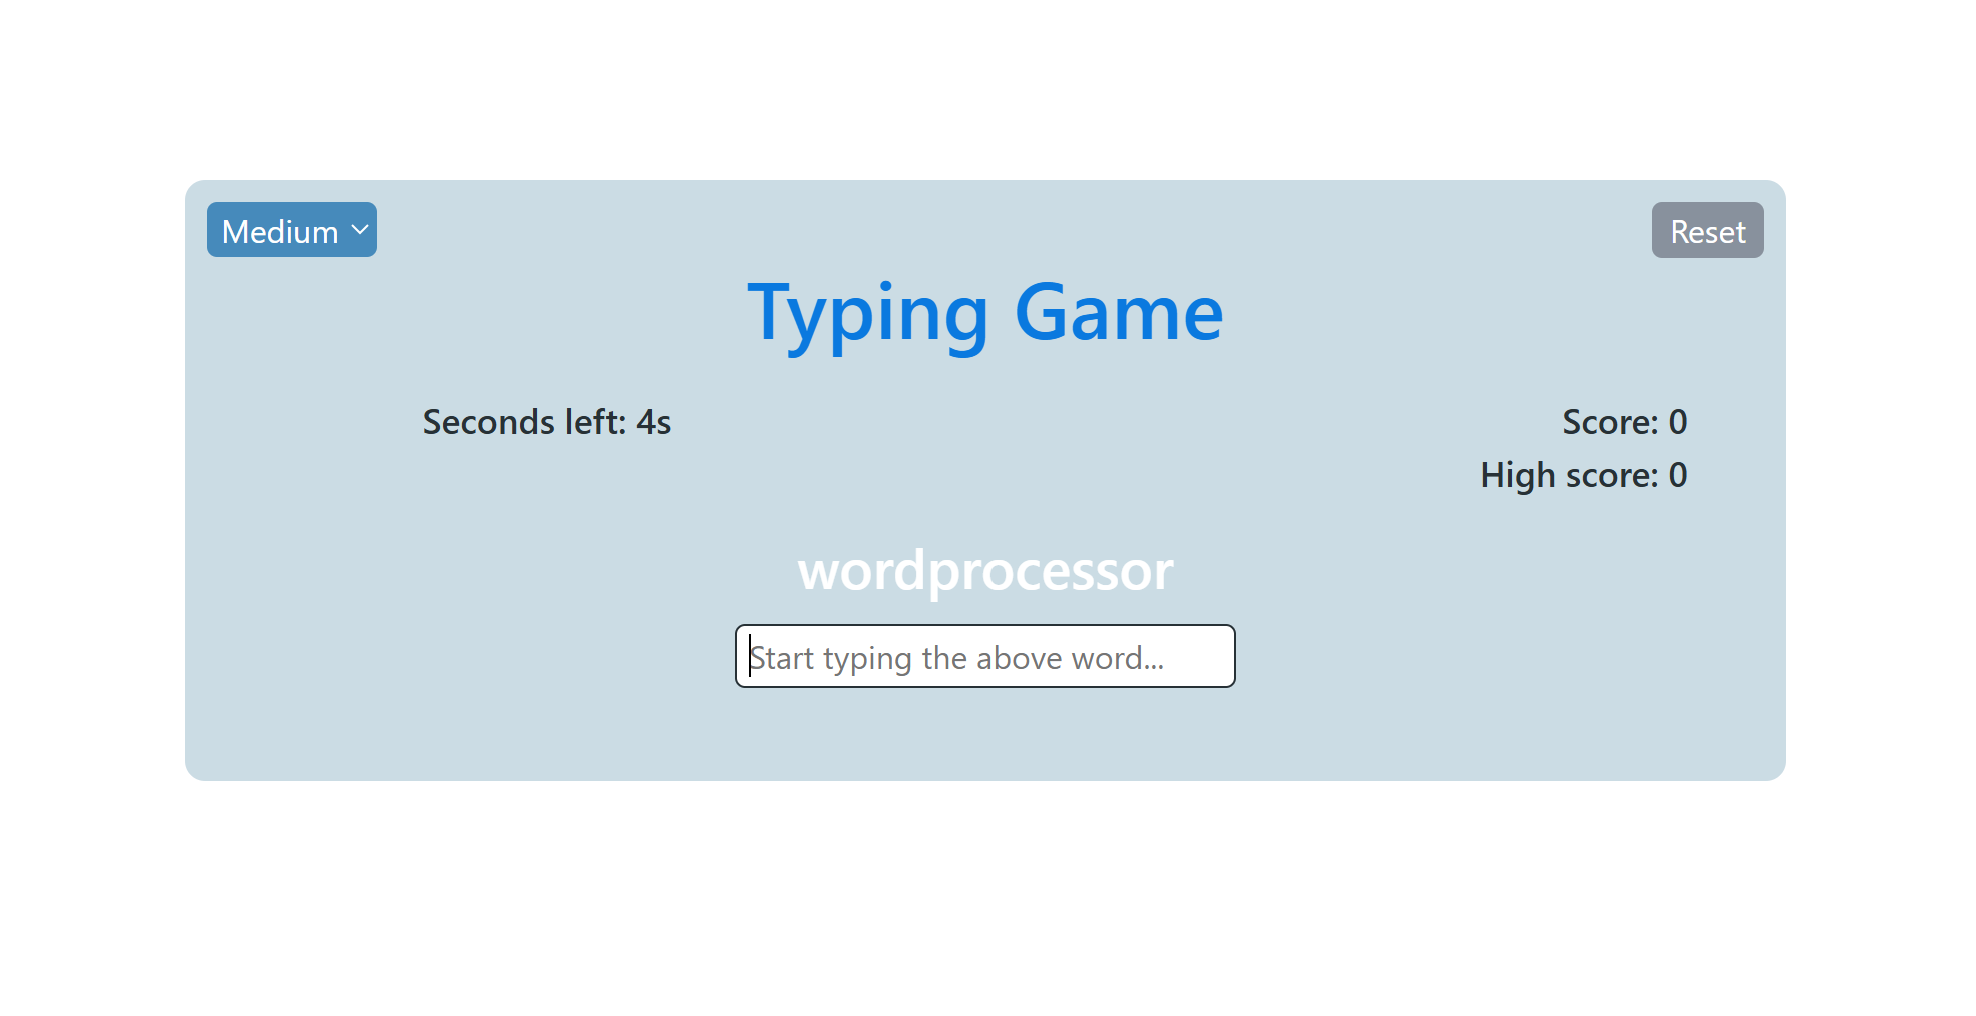 Medium
Reset
Typing Game
Seconds left: 4s
Score: 0
High score: 0
wordprocessor
Start typing the above word...